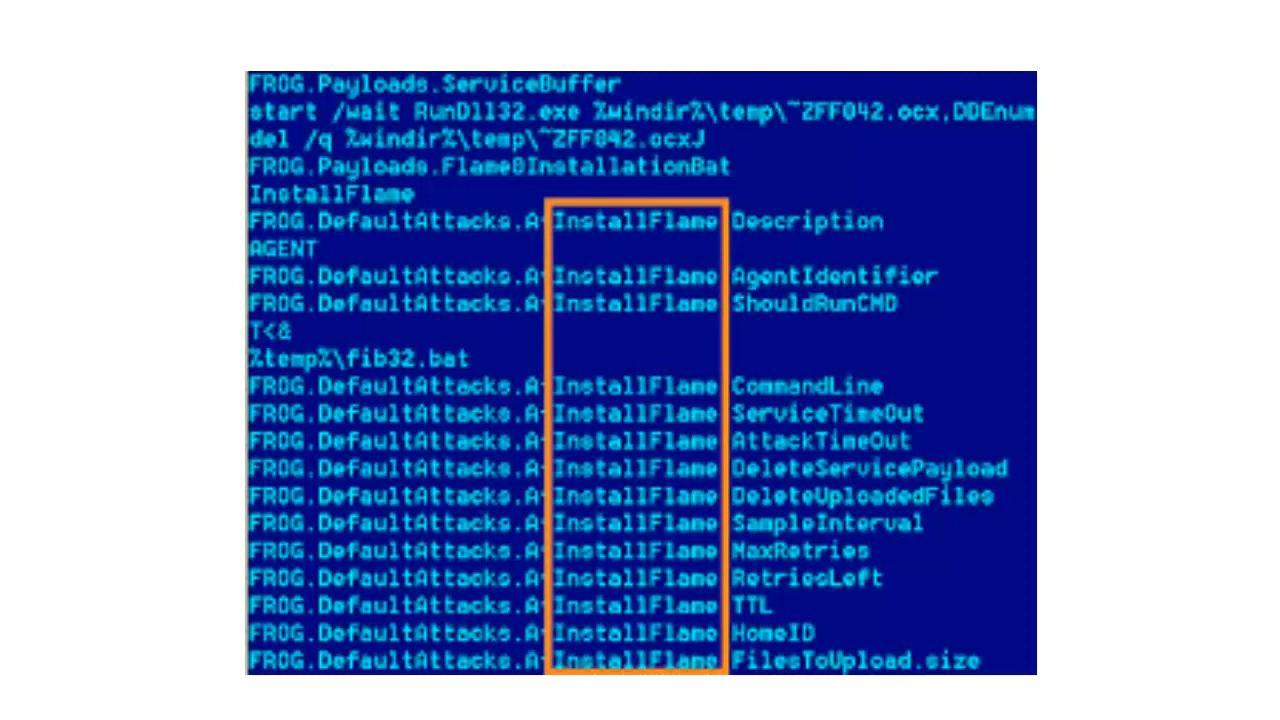 FROG.Payloads.ServiceBuffer
start /wait RunDll32.exe %windir%\temp\~ZFF042.ocx,DDEnum
del /q %windir%\temp\~ZFF042.ocxJ
FROG.Payloads.Flame0InstallationBat
InstallFlame
FROG.DefaultAttacks.A InstallFlame Description
AGENT
FROG.DefaultAttacks.A InstallFlame AgentIdentifier
FROG.DefaultAttacks.A InstallFlame ShouldRunCMD
T<&
%temp%\fib32.bat
FROG.DefaultAttacks.A InstallFlame CommandLine
FROG.DefaultAttacks.A InstallFlame ServiceTimeOut
FROG.DefaultAttacks.A InstallFlame AttackTimeOut
FROG.DefaultAttacks.A InstallFlame DeleteServicePayload
FROG.DefaultAttacks.A InstallFlame DeleteUploadedFiles
FROG.DefaultAttacks.A InstallFlame SampleInterval
FROG.DefaultAttacks.A InstallFlame MaxRetries
FROG.DefaultAttacks.A InstallFlame RetriesLeft
FROG.DefaultAttacks.A InstallFlame TTL
FROG.DefaultAttacks.A InstallFlame HomeID
FROG.DefaultAttacks.A InstallFlame FilesToUpload.size